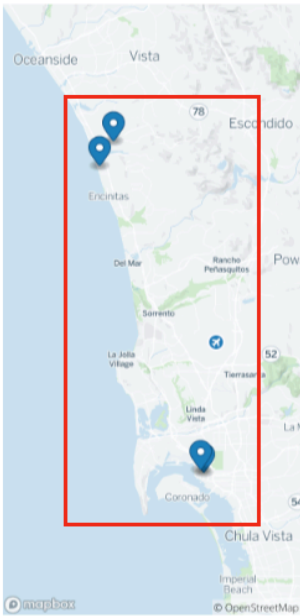 Oceanside
Vista
78
Escondido
Encinitas
Del Mar
Rancho
Peñasquitos
Pow
Sorrento
52
La Jolla
Village
Tierrasanta
Linda
Vista
La M
Coronado
54
Chula Vista
Imperial
Beach
mapbox
© OpenStreetMap